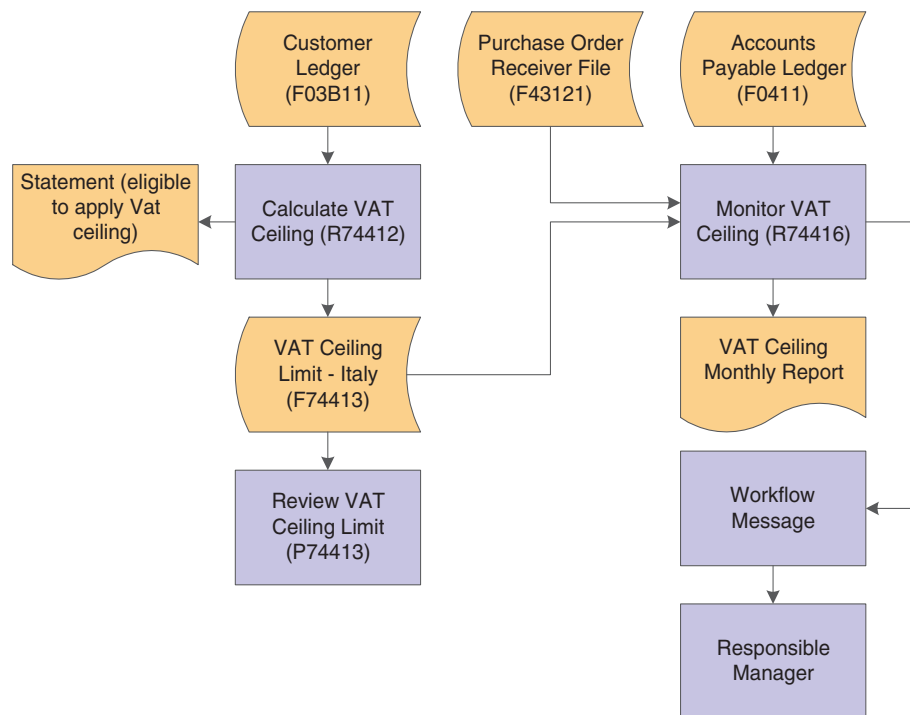 Customer
Ledger
(F03B11)
Purchase Order
Receiver File
(F43121)
Accounts
Payable Ledger
(F0411)
Statement (eligible
to apply Vat
ceiling)
Calculate VAT
Ceiling (R74412)
Monitor VAT
Ceiling (R74416)
VAT Ceiling
Limit - Italy
(F74413)
VAT Ceiling
Monthly Report
Review VAT
Ceiling Limit
(P74413)
Workflow
Message
Responsible
Manager